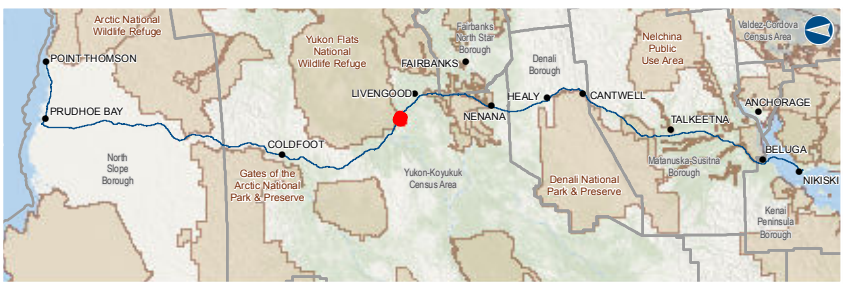 Arctic National
Wildlife Refuge
POINT THOMSON
PRUDHOE BAY
North
Slope
Borough
COLDFOOT
Gates of the
Arctic National
Park & Preserve
Yukon Flats
National
Wildlife Refuge
LIVENGOOD
FAIRBANKS
Fairbanks
North Star
Borough
NENANA
Yukon-Koyukuk
Census Area
HEALY
Denali
Borough
CANTWELL
Denali National
Park & Preserve
Nelchina
Public
Use Area
TALKEETNA
Matanuska-Susitna
Borough
Valdez-Cordova
Census Area
ANCHORAGE
BELUGA
NIKISKI
Kenai
Peninsula
Borough